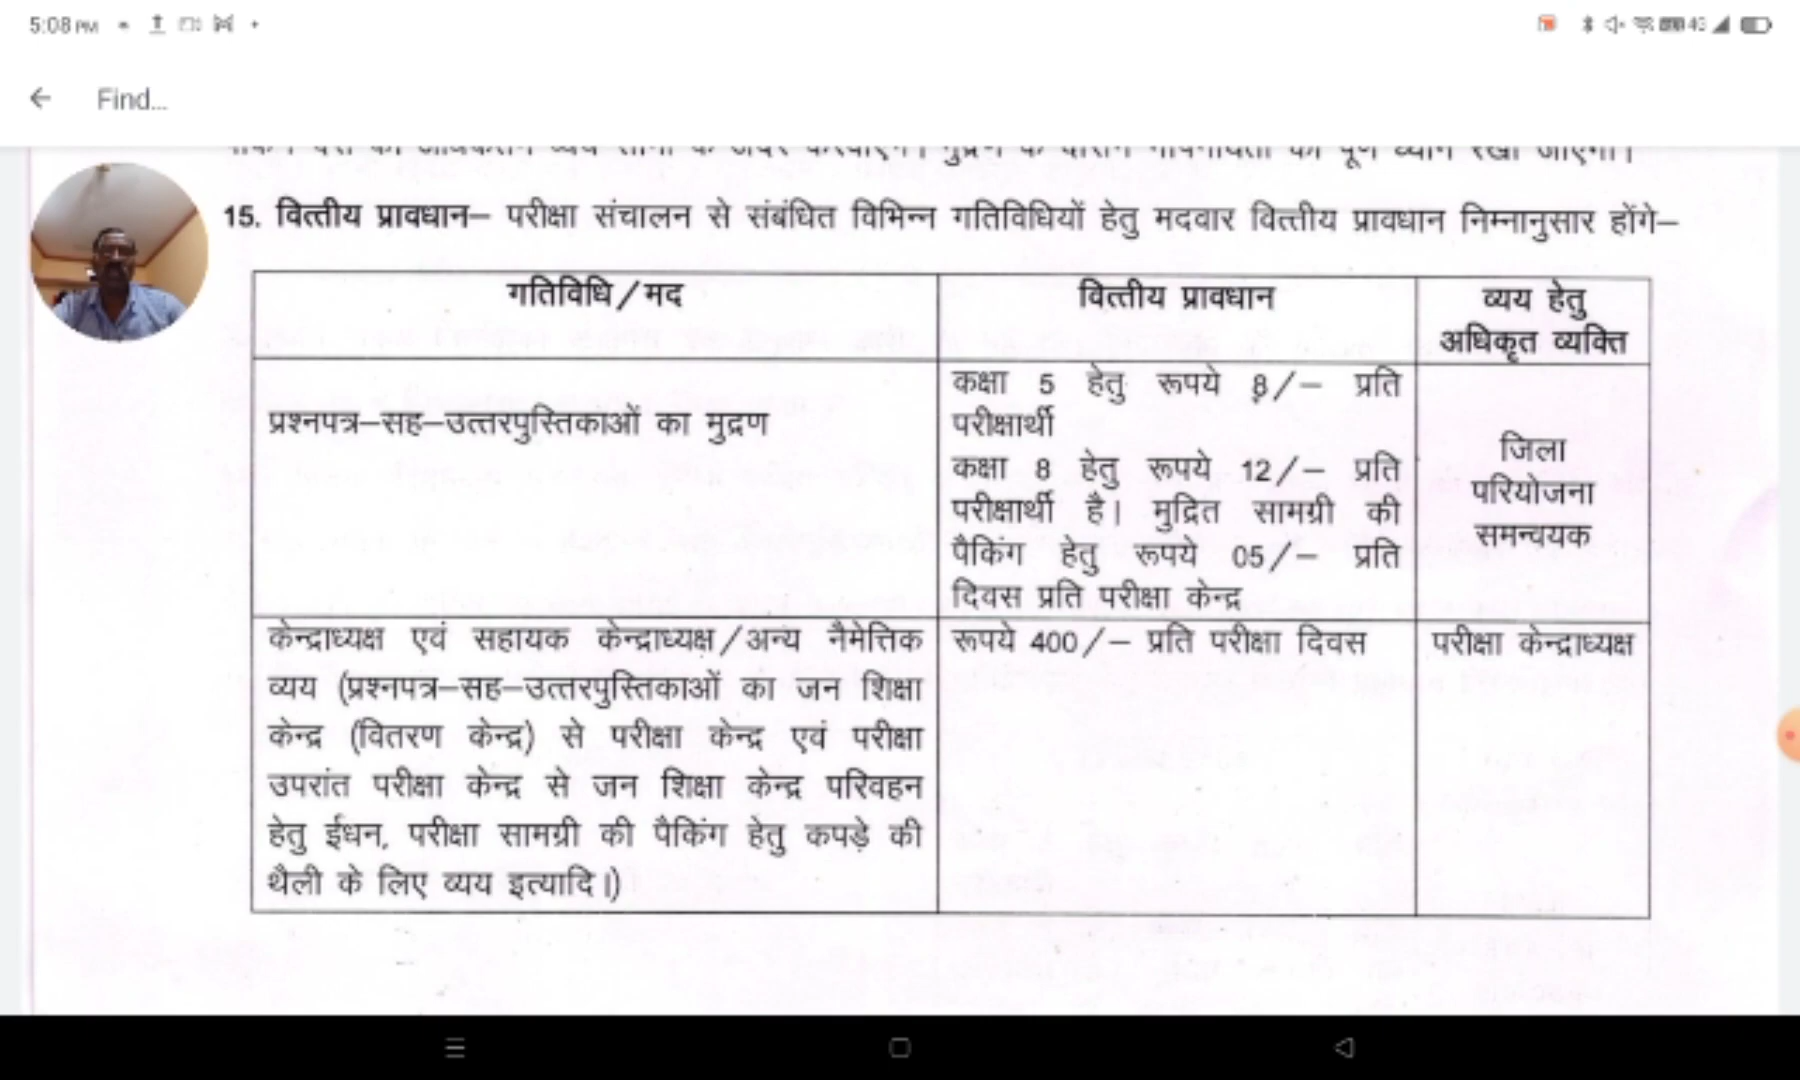 5:08 PM
4G
Find...
15. वित्तीय प्रावधान– परीक्षा संचालन से संबंधित विभिन्न गतिविधियों हेतु मदवार वित्तीय प्रावधान निम्नानुसार होंगे–
गतिविधि/मद
वित्तीय प्रावधान
व्यय हेतु
अधिकृत व्यक्ति
प्रश्नपत्र–सह–उत्तरपुस्तिकाओं का मुद्रण
कक्षा 5 हेतु रूपये 8/– प्रति
परीक्षार्थी
कक्षा 8 हेतु रूपये 12/– प्रति
परीक्षार्थी है। मुद्रित सामग्री की
पैकिंग हेतु रूपये 05/– प्रति
दिवस प्रति परीक्षा केन्द्र
जिला
परियोजना
समन्वयक
केन्द्राध्यक्ष एवं सहायक केन्द्राध्यक्ष/अन्य नैमेत्तिक
व्यय (प्रश्नपत्र–सह–उत्तरपुस्तिकाओं का जन शिक्षा
केन्द्र (वितरण केन्द्र) से परीक्षा केन्द्र एवं परीक्षा
उपरांत परीक्षा केन्द्र से जन शिक्षा केन्द्र परिवहन
हेतु ईधन, परीक्षा सामग्री की पैकिंग हेतु कपड़े की
थैली के लिए व्यय इत्यादि।)
रूपये 400/– प्रति परीक्षा दिवस
परीक्षा केन्द्राध्यक्ष